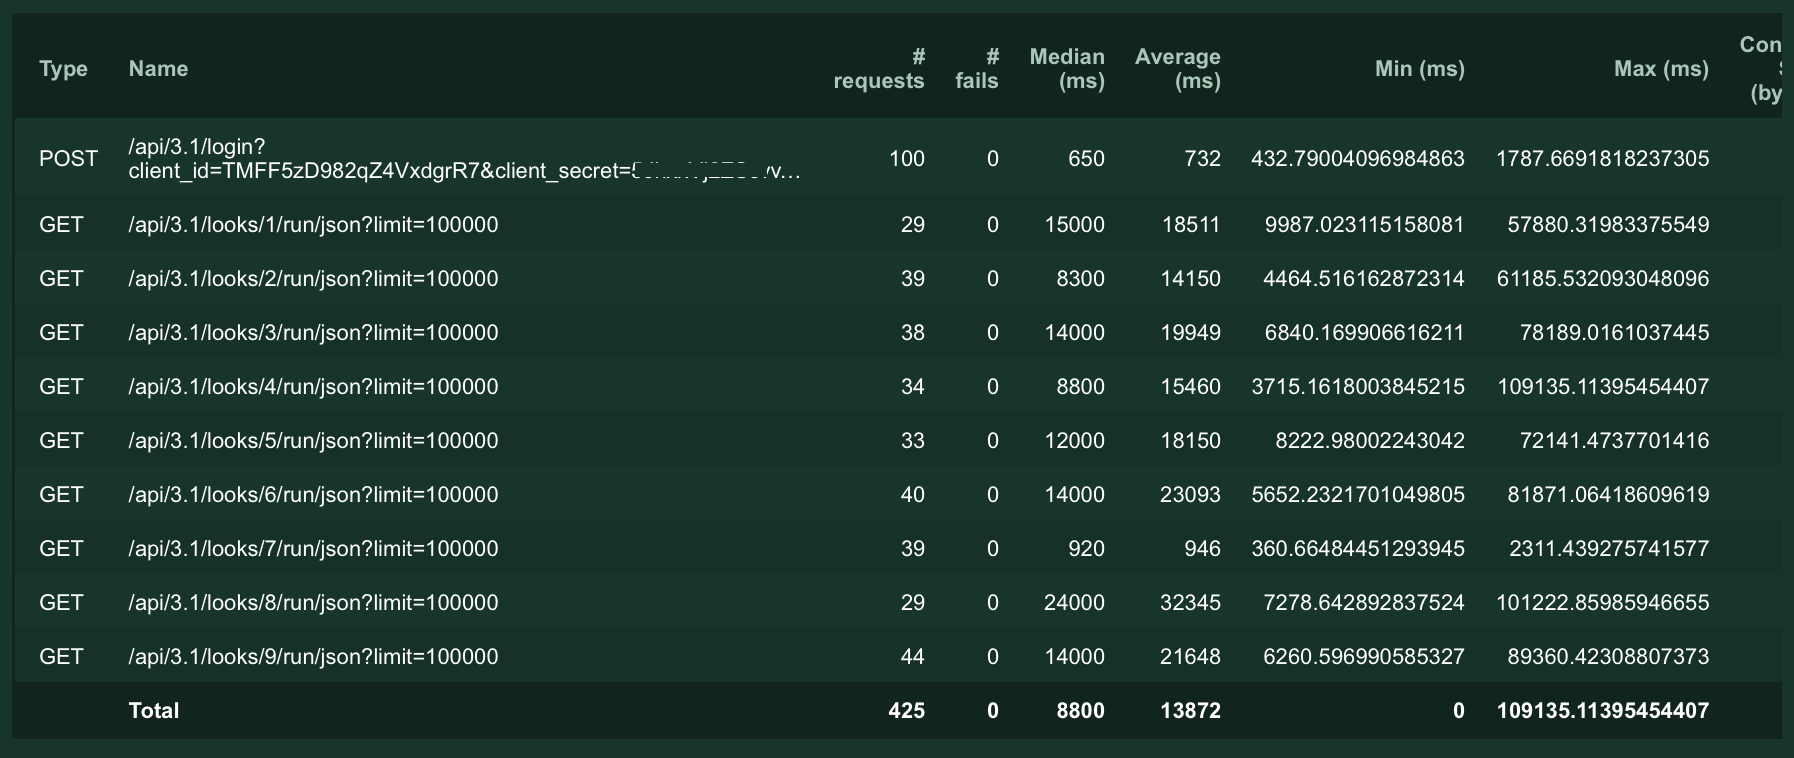 Type Name # requests # fails Median (ms) Average (ms) Min (ms) Max (ms)
POST /api/3.1/login?
client_id=TMFF5zD982qZ4VxdgrR7&client_secret= 100 0 650 732 432.79004096984863 1787.6691818237305
GET /api/3.1/looks/1/run/json?limit=100000 29 0 15000 18511 9987.023115158081 57880.31983375549
GET /api/3.1/looks/2/run/json?limit=100000 39 0 8300 14150 4464.516162872314 61185.532093048096
GET /api/3.1/looks/3/run/json?limit=100000 38 0 14000 19949 6840.169906616211 78189.0161037445
GET /api/3.1/looks/4/run/json?limit=100000 34 0 8800 15460 3715.1618003845215 109135.11395454407
GET /api/3.1/looks/5/run/json?limit=100000 33 0 12000 18150 8222.98002243042 72141.4737701416
GET /api/3.1/looks/6/run/json?limit=100000 40 0 14000 23093 5652.2321701049805 81871.06418609619
GET /api/3.1/looks/7/run/json?limit=100000 39 0 920 946 360.66484451293945 2311.439275741577
GET /api/3.1/looks/8/run/json?limit=100000 29 0 24000 32345 7278.642892837524 101222.85985946655
GET /api/3.1/looks/9/run/json?limit=100000 44 0 14000 21648 6260.596990585327 89360.42308807373
Total 425 0 8800 13872 0 109135.11395454407